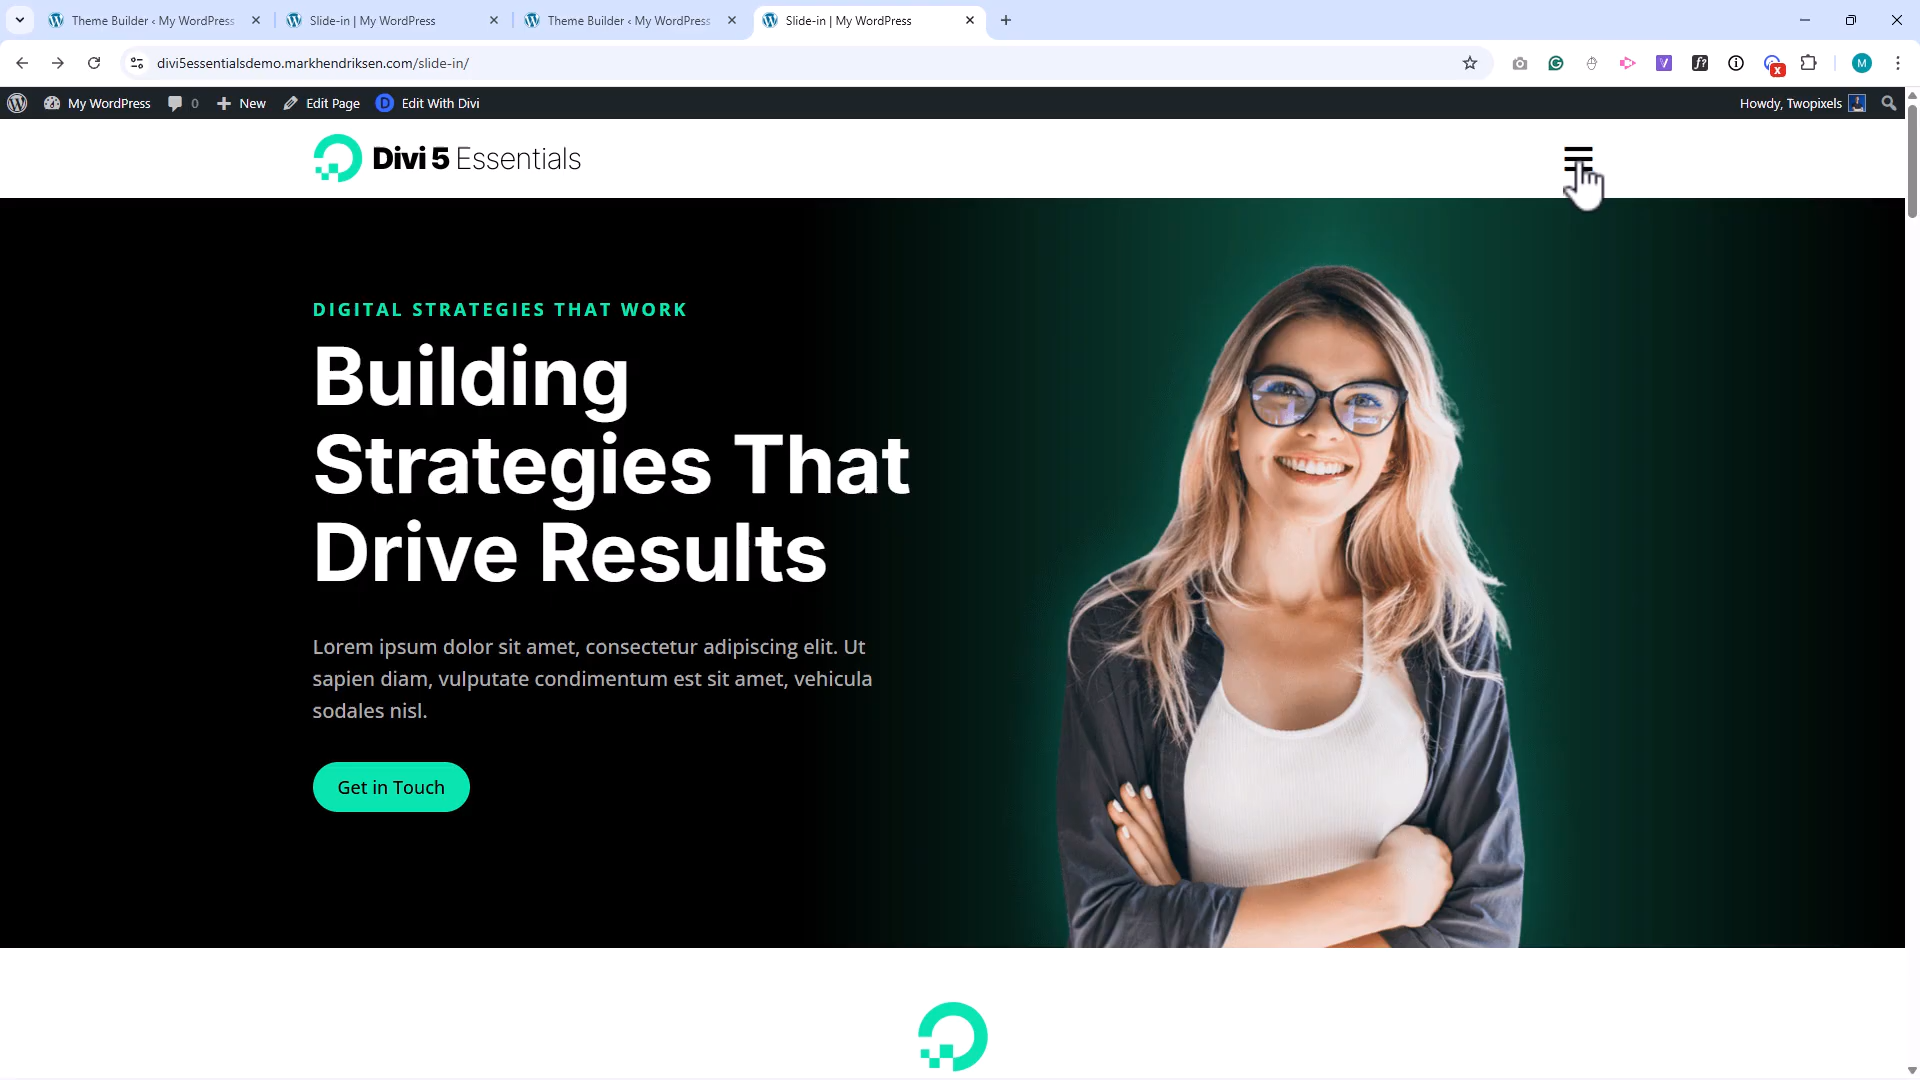 Theme Builder ‹ My WordPress
Slide-in | My WordPress
Theme Builder ‹ My WordPress
Slide-in | My WordPress
divi5essentialsdemo.markhendriksen.com/slide-in/
M
My WordPress
0
New
Edit Page
D
Edit With Divi
Howdy, Twopixels
Divi 5 Essentials
DIGITAL STRATEGIES THAT WORK
Building
Strategies That
Drive Results
Lorem ipsum dolor sit amet, consectetur adipiscing elit. Ut
sapien diam, vulputate condimentum est sit amet, vehicula
sodales nisl.
Get in Touch